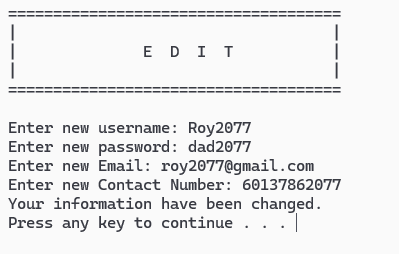 =====================================
|                                   |
|              E  D  I  T           |
|                                   |
=====================================
Enter new username: Roy2077
Enter new password: dad2077
Enter new Email: roy2077@gmail.com
Enter new Contact Number: 60137862077
Your information have been changed.
Press any key to continue . . .